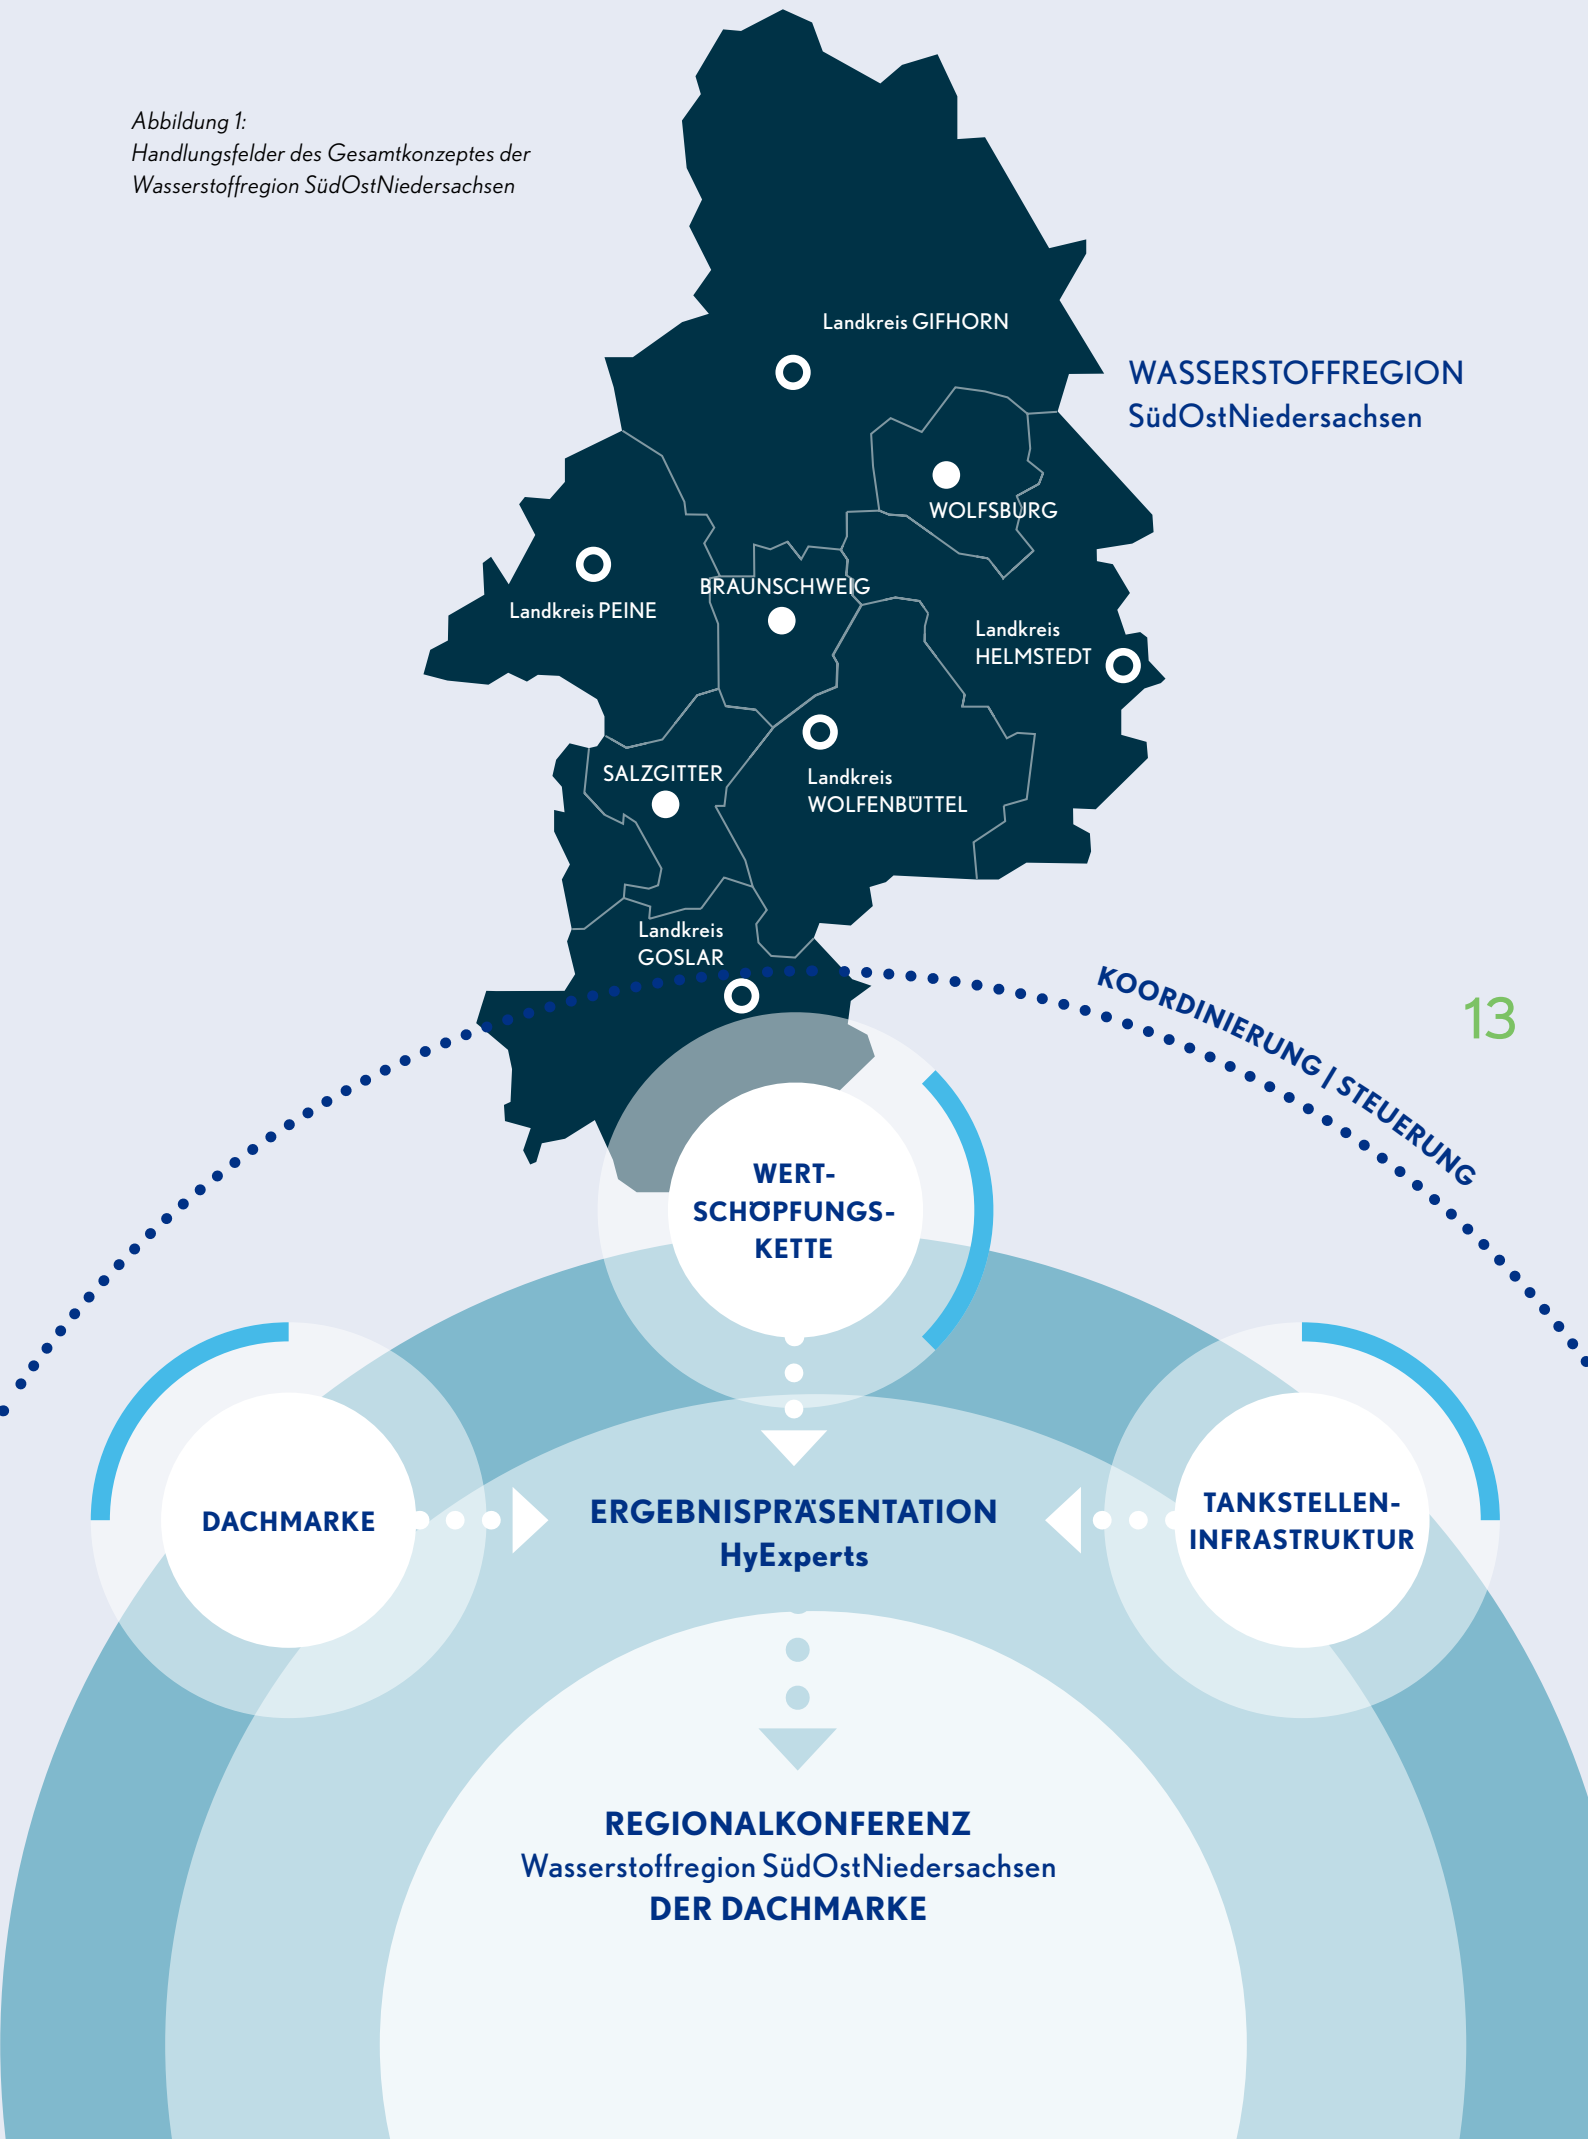 Abbildung 1:
Handlungsfelder des Gesamtkonzeptes der
Wasserstoffregion SüdOstNiedersachsen
Landkreis GIFHORN
WASSERSTOFFREGION
SüdOstNiedersachsen
WOLFSBURG
BRAUNSCHWEIG
Landkreis PEINE
Landkreis
HELMSTEDT
SALZGITTER
Landkreis
WOLFENBÜTTEL
Landkreis
GOSLAR
KOORDINIERUNG | STEUERUNG
13
WERT-
SCHÖPFUNGS-
KETTE
DACHMARKE
ERGEBNISPRÄSENTATION
HyExperts
TANKSTELLEN-
INFRASTRUKTUR
REGIONALKONFERENZ
Wasserstoffregion SüdOstNiedersachsen
DER DACHMARKE